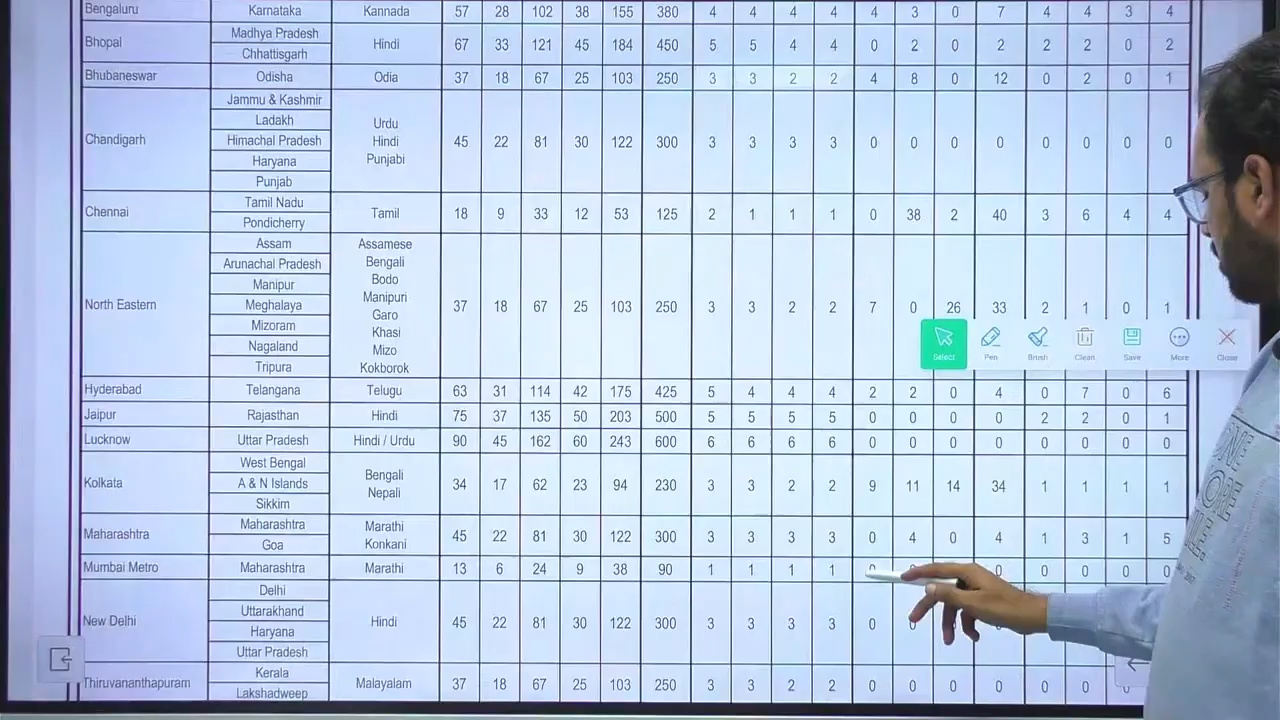 Bengaluru Karnataka Kannada 57 28 102 38 155 380 4 4 4 4 4 3 0 7 4 4 3 4
Bhopal Madhya Pradesh Hindi 67 33 121 45 184 450 5 5 4 4 0 2 0 2 2 2 0 2
Chhattisgarh
Bhubaneswar Odisha Odia 37 18 67 25 103 250 3 3 2 2 4 8 0 12 0 2 0 1
Chandigarh Jammu & Kashmir Urdu Hindi Punjabi 45 22 81 30 122 300 3 3 3 3 0 0 0 0 0 0 0 0
Ladakh
Himachal Pradesh
Haryana
Punjab
Chennai Tamil Nadu Tamil 18 9 33 12 53 125 2 1 1 1 0 38 2 40 3 6 4 4
Pondicherry
North Eastern Assam Assamese 37 18 67 25 103 250 3 3 2 2 7 0 26 33 2 1 0 1
Arunachal Pradesh Bengali
Manipur Bodo
Meghalaya Manipuri
Mizoram Garo
Nagaland Khasi
Tripura Mizo
Kokborok
Select Pen Brush Clean Save More Close
Hyderabad Telangana Telugu 63 31 114 42 175 425 5 4 4 4 2 2 0 4 0 7 0 6
Jaipur Rajasthan Hindi 75 37 135 50 203 500 5 5 5 5 0 0 0 0 2 2 0 1
Lucknow Uttar Pradesh Hindi / Urdu 90 45 162 60 243 600 6 6 6 6 0 0 0 0 0 0 0 0
Kolkata West Bengal Bengali Nepali 34 17 62 23 94 230 3 3 2 2 9 11 14 34 1 1 1 1
A & N Islands
Sikkim
Maharashtra Maharashtra Marathi 45 22 81 30 122 300 3 3 3 3 0 4 0 4 1 3 1 5
Goa Konkani
Mumbai Metro Maharashtra Marathi 13 6 24 9 38 90 1 1 1 1 0 0 0 0 0
New Delhi Delhi Hindi 45 22 81 30 122 300 3 3 3 3 0
Uttarakhand
Haryana
Uttar Pradesh
Thiruvananthapuram Kerala Malayalam 37 18 67 25 103 250 3 3 2 2 0 0 0 0 0 0 0
Lakshadweep